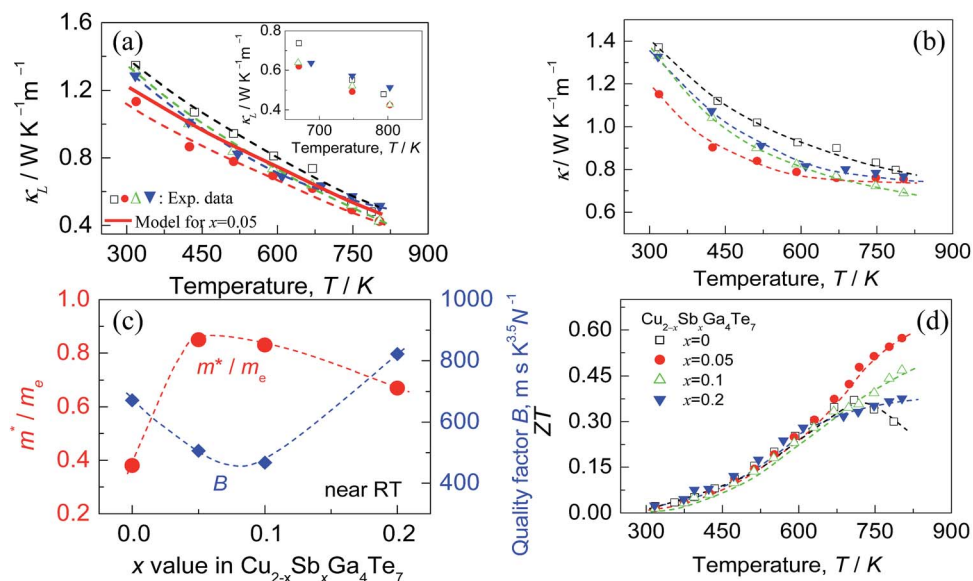 (a)
κL / W K⁻¹m⁻¹
1.6
1.2
0.8
0.4
300 450 600 750 900
Temperature, T / K
: Exp. data
Model for x=0.05
κL / W K⁻¹m⁻¹
0.8
0.6
0.4
700 800
Temperature, T / K
(b)
κ / W K⁻¹m⁻¹
1.4
1.2
1.0
0.8
0.6
300 450 600 750 900
Temperature, T / K
(c)
m* / me
1.0
0.8
0.6
0.4
0.2
m* / me
B
near RT
0.0 0.1 0.2
x value in Cu2-xSbxGa4Te7
1000
800
600
400
Quality factor B, m s K³·⁵N⁻¹
(d)
ZT
0.60
0.45
0.30
0.15
0.00
Cu2-xSbxGa4Te7
x=0
x=0.05
x=0.1
x=0.2
300 450 600 750 900
Temperature, T / K